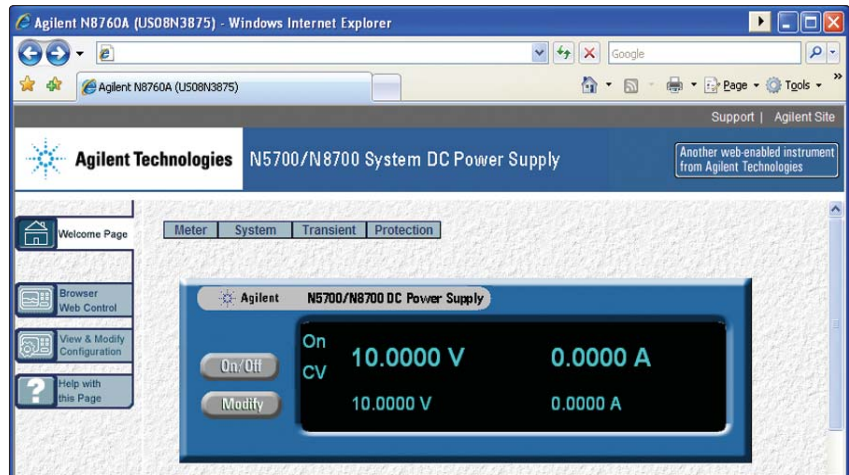 Agilent N8760A (US08N3875) - Windows Internet Explorer
Google
Agilent N8760A (US08N3875)
Page Tools »
Support | Agilent Site
Agilent Technologies N5700/N8700 System DC Power Supply
Another web-enabled instrument
from Agilent Technologies
Welcome Page
Meter System Transient Protection
Browser
Web Control
View & Modify
Configuration
Help with
this Page
Agilent N5700/N8700 DC Power Supply
On/Off
Modify
On
CV
10.0000 V 0.0000 A
10.0000 V 0.0000 A